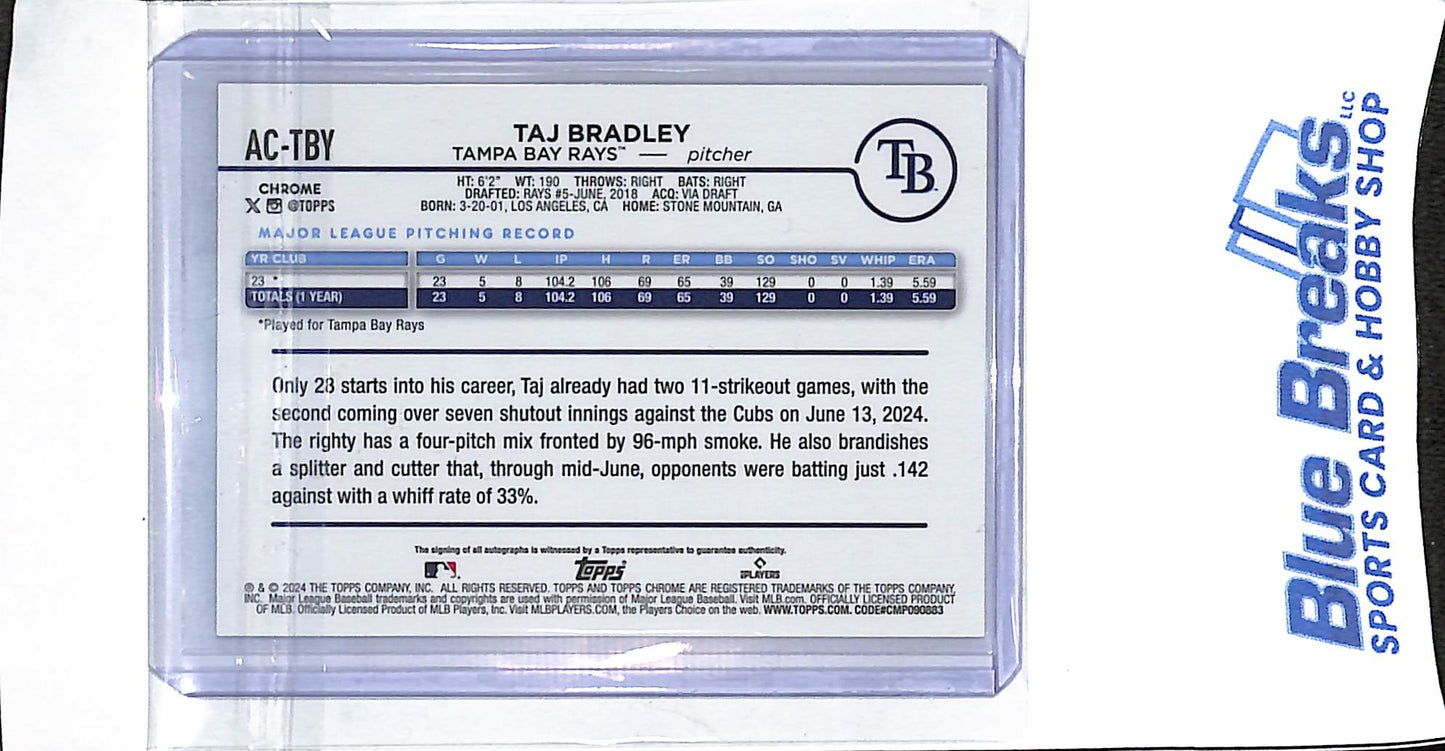 AC-TBY
TAJ BRADLEY
TAMPA BAY RAYS™ — pitcher
TB
CHROME
@TOPPS
HT: 6'2" WT: 190 THROWS: RIGHT BATS: RIGHT
DRAFTED: RAYS #5-JUNE, 2018 ACQ: VIA DRAFT
BORN: 3-20-01, LOS ANGELES, CA HOME: STONE MOUNTAIN, GA
MAJOR LEAGUE PITCHING RECORD
YR CLUB G W L IP H R ER BB SO SHO SV WHIP ERA
23 * 23 5 8 104.2 106 69 65 39 129 0 0 1.39 5.59
TOTALS (1 YEAR) 23 5 8 104.2 106 69 65 39 129 0 0 1.39 5.59
*Played for Tampa Bay Rays
Only 28 starts into his career, Taj already had two 11-strikeout games, with the
second coming over seven shutout innings against the Cubs on June 13, 2024.
The righty has a four-pitch mix fronted by 96-mph smoke. He also brandishes
a splitter and cutter that, through mid-June, opponents were batting just .142
against with a whiff rate of 33%.
The signing of all autographs is witnessed by a Topps representative to guarantee authenticity.
Topps
PLAYERS
® & © 2024 THE TOPPS COMPANY, INC. ALL RIGHTS RESERVED. TOPPS AND TOPPS CHROME ARE REGISTERED TRADEMARKS OF THE TOPPS COMPANY,
INC. Major League Baseball trademarks and copyrights are used with permission of Major League Baseball. Visit MLB.com. OFFICIALLY LICENSED PRODUCT
OF MLB. Officially Licensed Product of MLB Players, Inc. Visit MLBPLAYERS.COM, the Players Choice on the web. WWW.TOPPS.COM. CODE#CMP090883
Blue Breaks LLC
SPORTS CARD & HOBBY SHOP